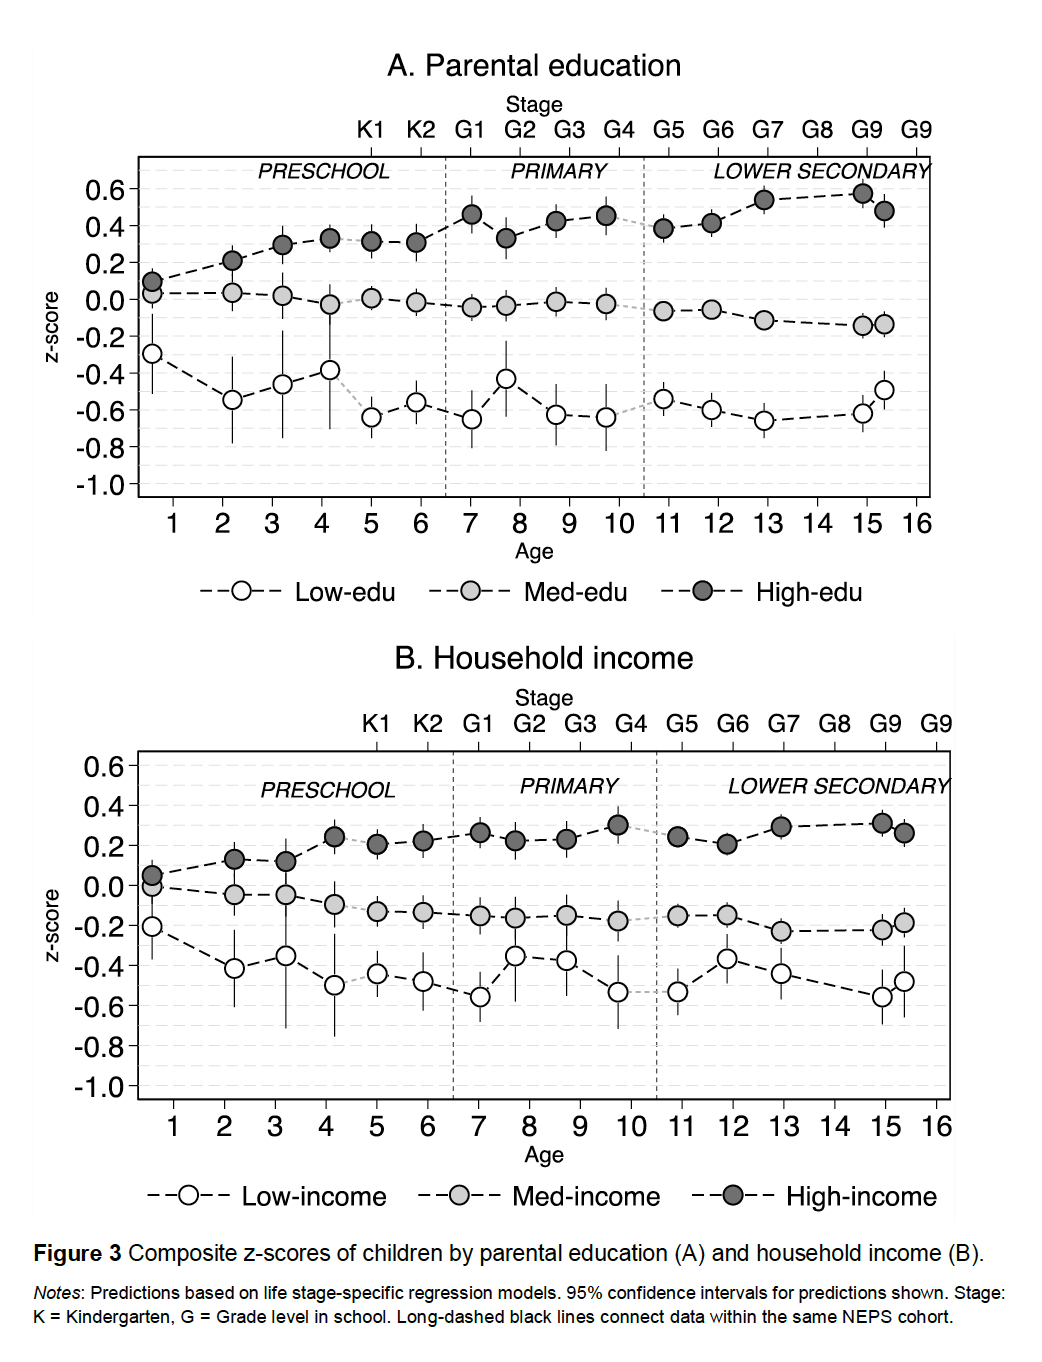 A. Parental education
Stage
K1 K2 G1 G2 G3 G4 G5 G6 G7 G8 G9 G9
PRESCHOOL PRIMARY LOWER SECONDARY
0.6
0.4
0.2
0.0
-0.2
-0.4
-0.6
-0.8
-1.0
z-score
1 2 3 4 5 6 7 8 9 10 11 12 13 14 15 16
Age
Low-edu Med-edu High-edu
B. Household income
Stage
K1 K2 G1 G2 G3 G4 G5 G6 G7 G8 G9 G9
PRESCHOOL PRIMARY LOWER SECONDARY
0.6
0.4
0.2
0.0
-0.2
-0.4
-0.6
-0.8
-1.0
z-score
1 2 3 4 5 6 7 8 9 10 11 12 13 14 15 16
Age
Low-income Med-income High-income
Figure 3 Composite z-scores of children by parental education (A) and household income (B).
Notes: Predictions based on life stage-specific regression models. 95% confidence intervals for predictions shown. Stage:
K = Kindergarten, G = Grade level in school. Long-dashed black lines connect data within the same NEPS cohort.